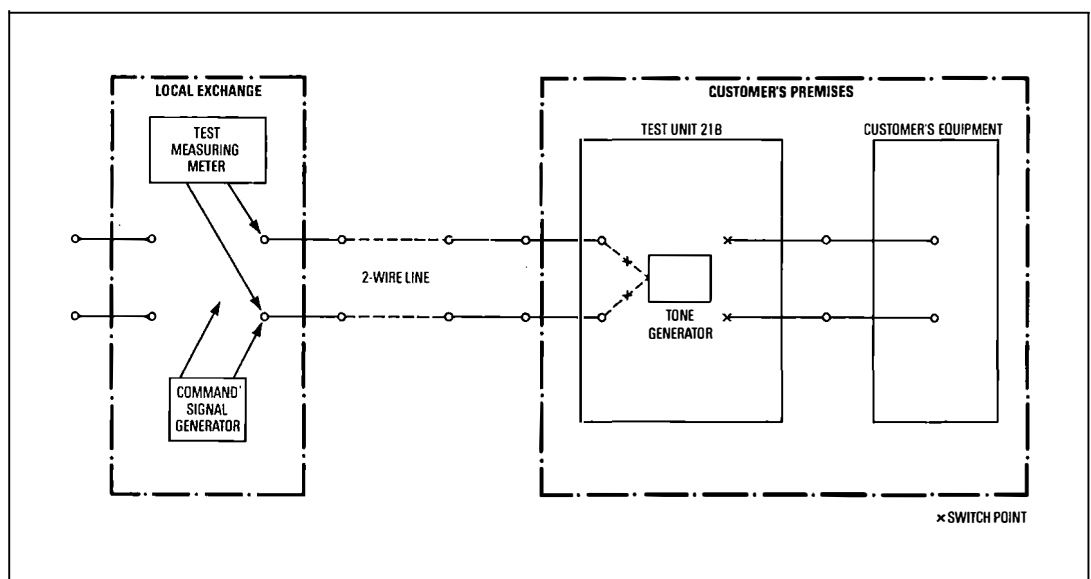 LOCAL EXCHANGE
TEST
MEASURING
METER
COMMAND'
SIGNAL
GENERATOR
2-WIRE LINE
CUSTOMER'S PREMISES
TEST UNIT 21B
TONE
GENERATOR
CUSTOMER'S EQUIPMENT
× SWITCH POINT